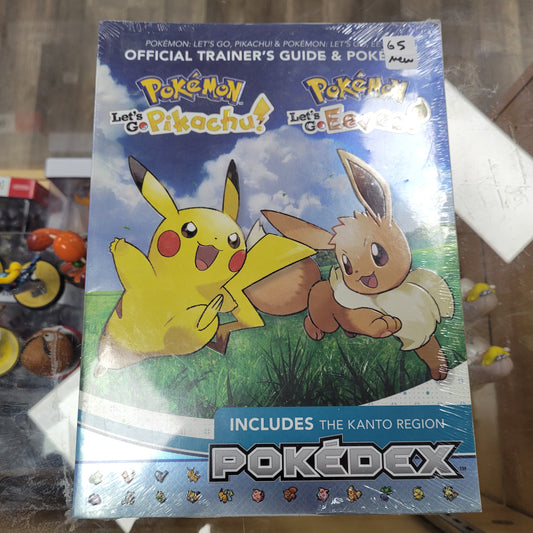 POKÉMON: LET'S GO, PIKACHU! & POKÉMON: LET'S GO,
OFFICIAL TRAINER'S GUIDE &
65
New
POKéMON
Let's Go Pikachu!
POKéMON
Let's Go Eevee!
INCLUDES THE KANTO REGION
POKÉDEX